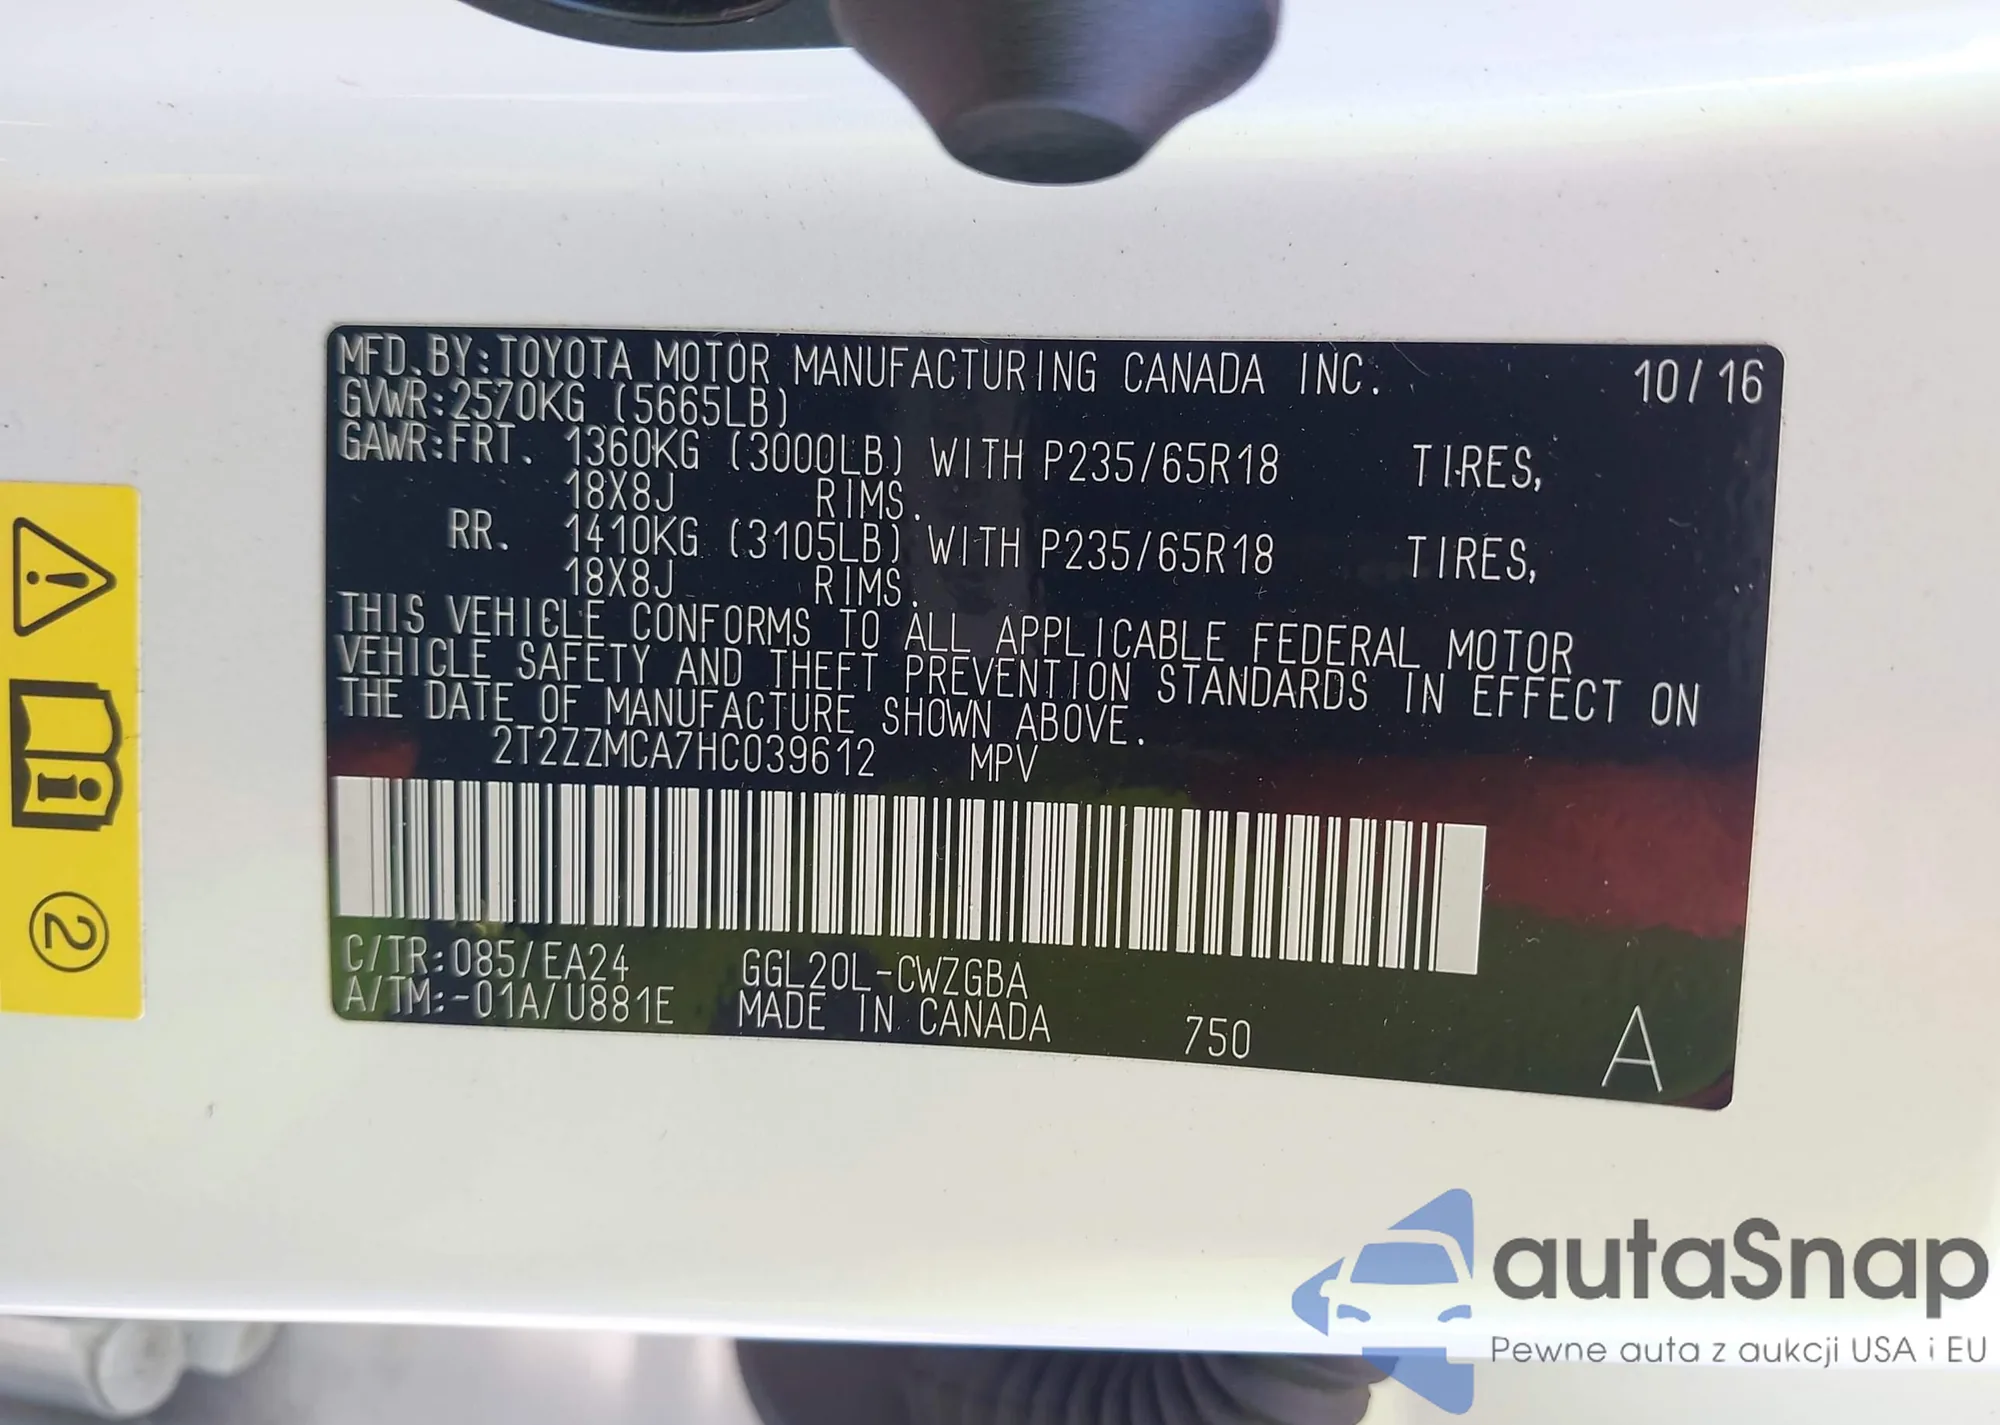 MFD. BY: TOYOTA MOTOR MANUFACTURING CANADA INC. 10/16
GVWR: 2570KG (5665LB)
GAWR: FRT. 1360KG (3000LB) WITH P235/65R18 TIRES,
18X8J RIMS.
RR. 1410KG (3105LB) WITH P235/65R18 TIRES,
18X8J RIMS.
THIS VEHICLE CONFORMS TO ALL APPLICABLE FEDERAL MOTOR
VEHICLE SAFETY AND THEFT PREVENTION STANDARDS IN EFFECT ON
THE DATE OF MANUFACTURE SHOWN ABOVE.
2T2ZZMCA7HC039612 MPV
C/TR: 085/EA24 GGL20L-CWZGBA
A/TM: -01A/U881E MADE IN CANADA 750 A
2
autaSnap
Pewne auta z aukcji USA i EU